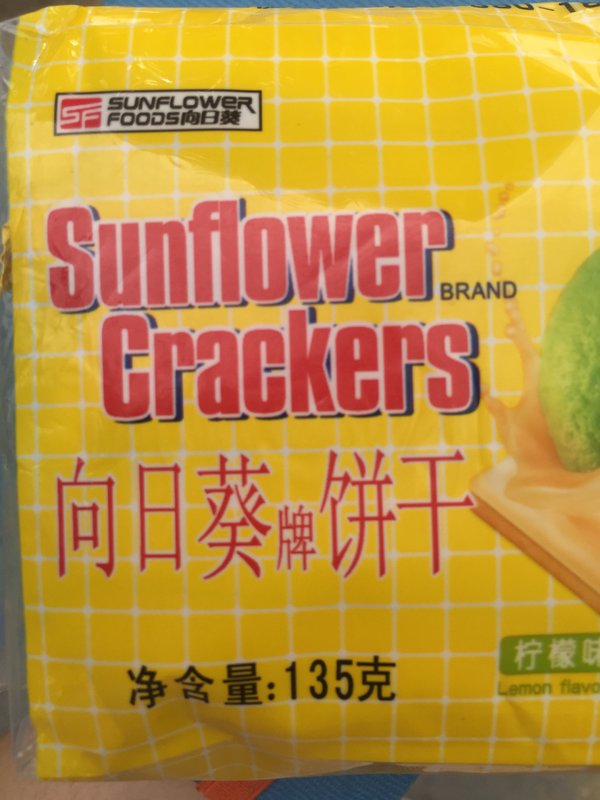 SUNFLOWER
FOODS向日葵
SF
Sunflower
BRAND
Crackers
向日葵牌饼干
净含量:135克
柠檬味
Lemon flavo